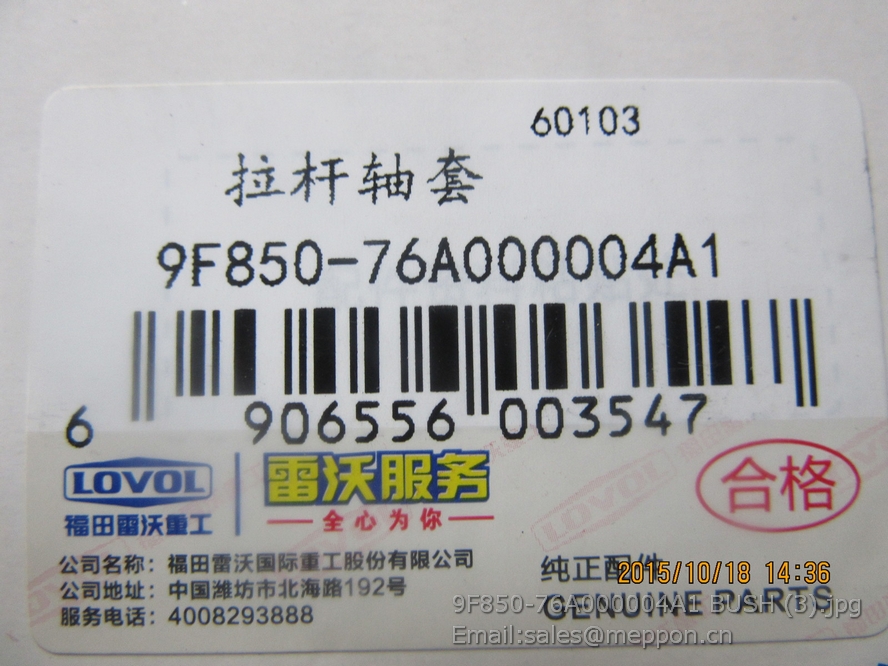 60103
拉杆轴套
9F850-76A000004A1
6 906556 003547
LOVOL
福田雷沃重工
雷沃服务
全心为你
LOVOL
合格
公司名称：福田雷沃国际重工股份有限公司
公司地址：中国潍坊市北海路192号
服务电话：4008293888
纯正配件
GENUINE PARTS
2015/10/18 14:36
9F850-76A000004A1 BUSH (3).jpg
Email:sales@meppon.cn